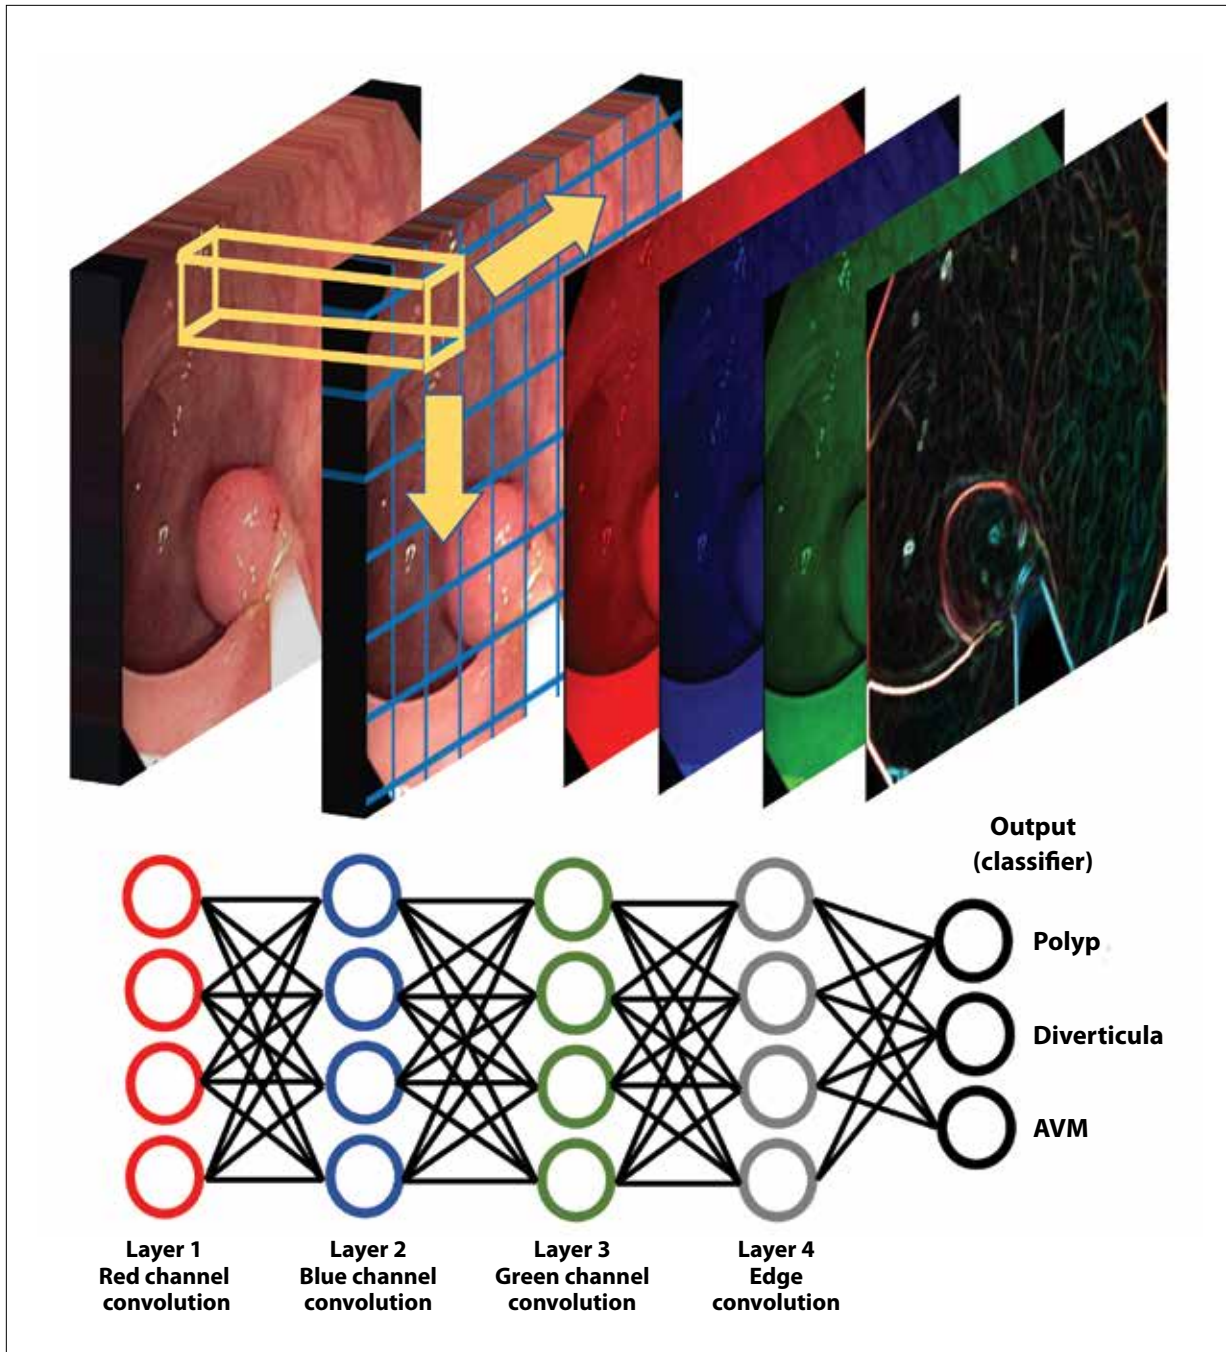 Output
(classifier)
Polyp
Diverticula
AVM
Layer 1
Red channel
convolution
Layer 2
Blue channel
convolution
Layer 3
Green channel
convolution
Layer 4
Edge
convolution